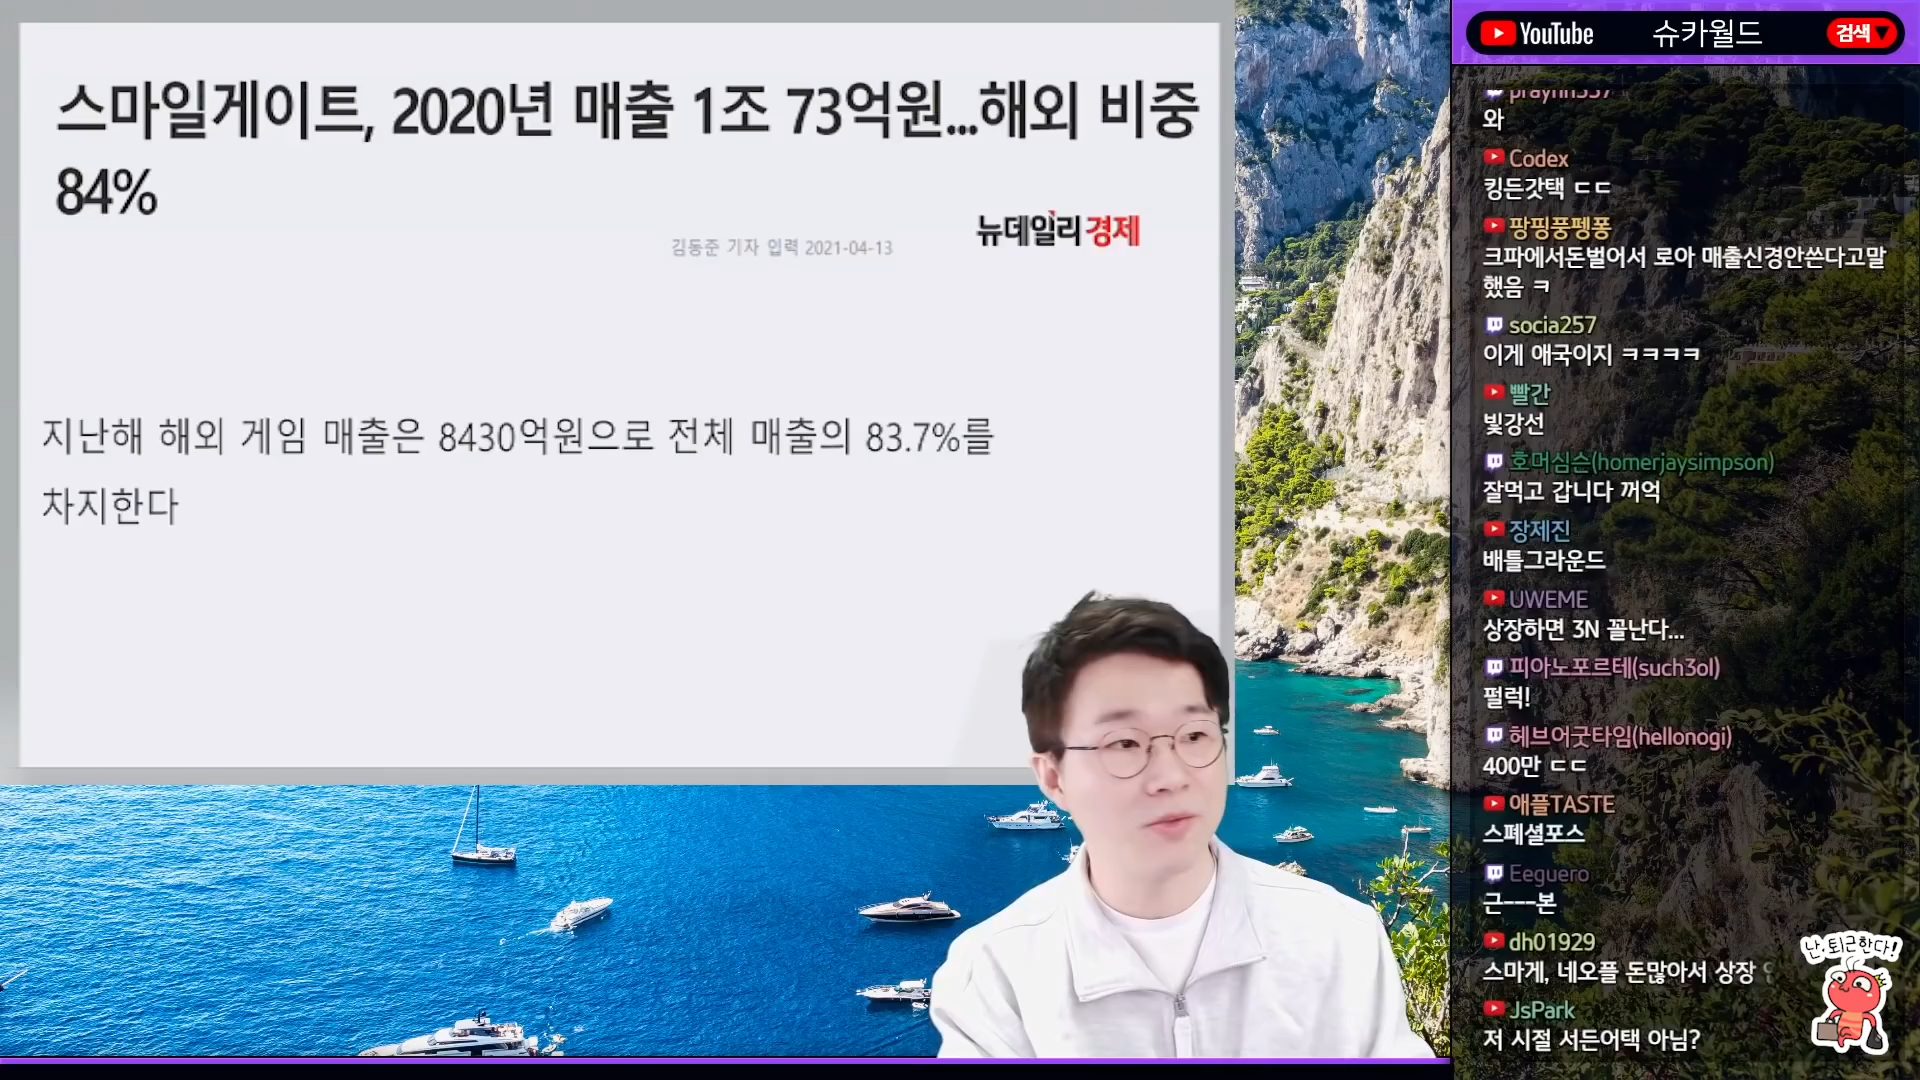 스마일게이트, 2020년 매출 1조 73억원...해외 비중
84%
김동준 기자 입력 2021-04-13
뉴데일리경제
지난해 해외 게임 매출은 8430억원으로 전체 매출의 83.7%를
차지한다
YouTube 슈카월드 검색▼
와
Codex
킹든갓택 ㄷㄷ
팡핑풍펭퐁
크파에서돈벌어서 로아 매출신경안쓴다고말
했음 ㅋ
socia257
이게 애국이지 ㅋㅋㅋㅋ
빨간
빛강선
호머심슨(homerjaysimpson)
잘먹고 갑니다 꺼억
장제진
배틀그라운드
UWEME
상장하면 3N 꼴난다...
피아노포르테(such3ol)
펄럭!
헤브어굿타임(hellonogi)
400만 ㄷㄷ
애플TASTE
스페셜포스
Eeguero
근---본
dh01929
스마게, 네오플 돈많아서 상장
JsPark
저 시절 서든어택 아님?
난, 퇴근한다!